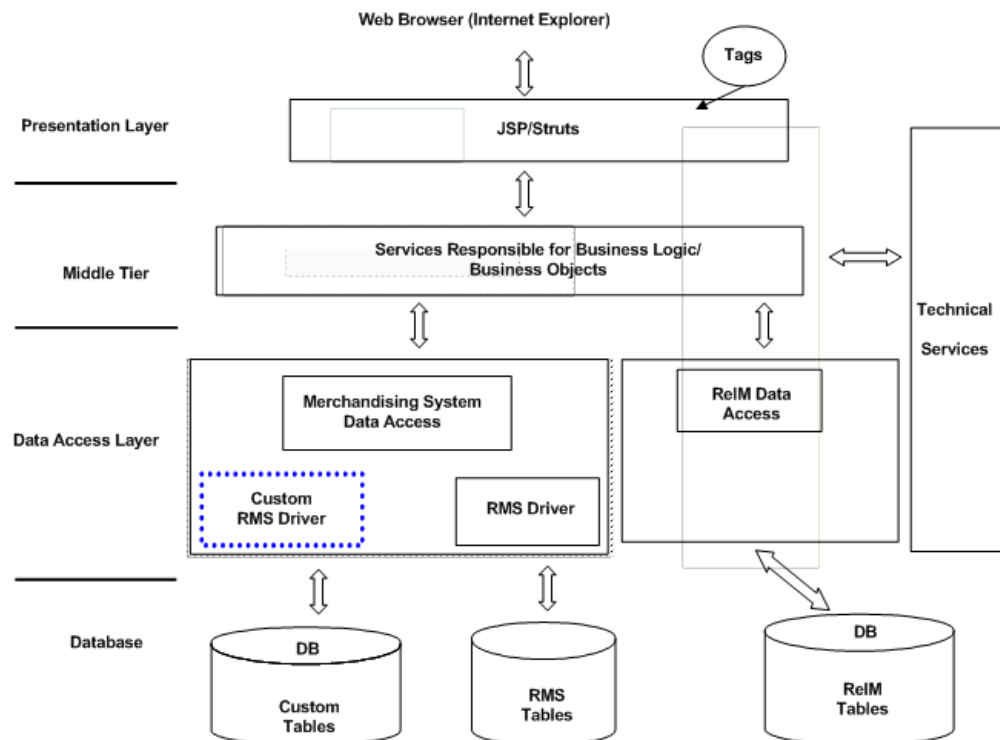 Web Browser (Internet Explorer)
Tags
Presentation Layer
JSP/Struts
Services Responsible for Business Logic/
Business Objects
Middle Tier
Technical
Services
Merchandising System
Data Access
ReIM Data
Access
Data Access Layer
Custom
RMS Driver
RMS Driver
Database
DB
Custom
Tables
RMS
Tables
DB
ReIM
Tables